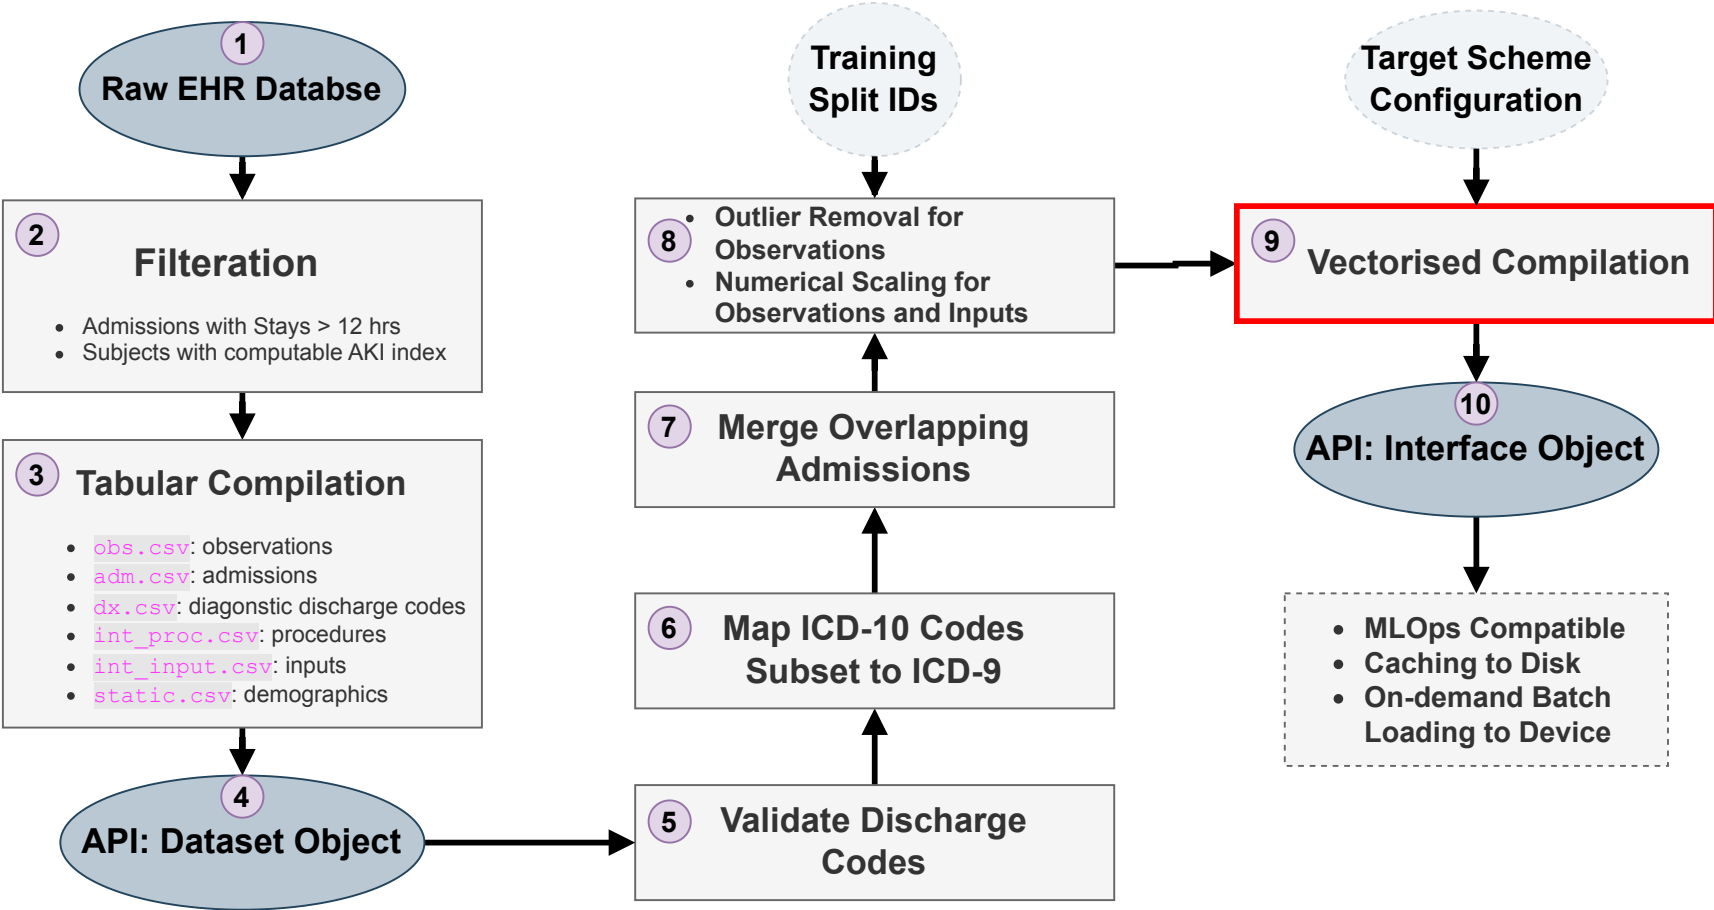 1
Raw EHR Databse
2
Filteration
• Admissions with Stays > 12 hrs
• Subjects with computable AKI index
3
Tabular Compilation
• obs.csv: observations
• adm.csv: admissions
• dx.csv: diagonstic discharge codes
• int_proc.csv: procedures
• int_input.csv: inputs
• static.csv: demographics
4
API: Dataset Object
5
Validate Discharge
Codes
6
Map ICD-10 Codes
Subset to ICD-9
7
Merge Overlapping
Admissions
Training
Split IDs
8
• Outlier Removal for
Observations
• Numerical Scaling for
Observations and Inputs
Target Scheme
Configuration
9
Vectorised Compilation
10
API: Interface Object
• MLOps Compatible
• Caching to Disk
• On-demand Batch
Loading to Device